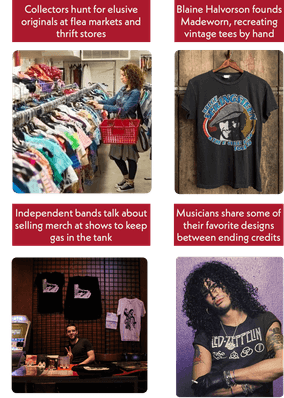 Collectors hunt for elusive
originals at flea markets and
thrift stores
Blaine Halvorson founds
Madeworn, recreating
vintage tees by hand
Independent bands talk about
selling merch at shows to keep
gas in the tank
Musicians share some of
their favorite designs
between ending credits
LED-ZEPPELIN